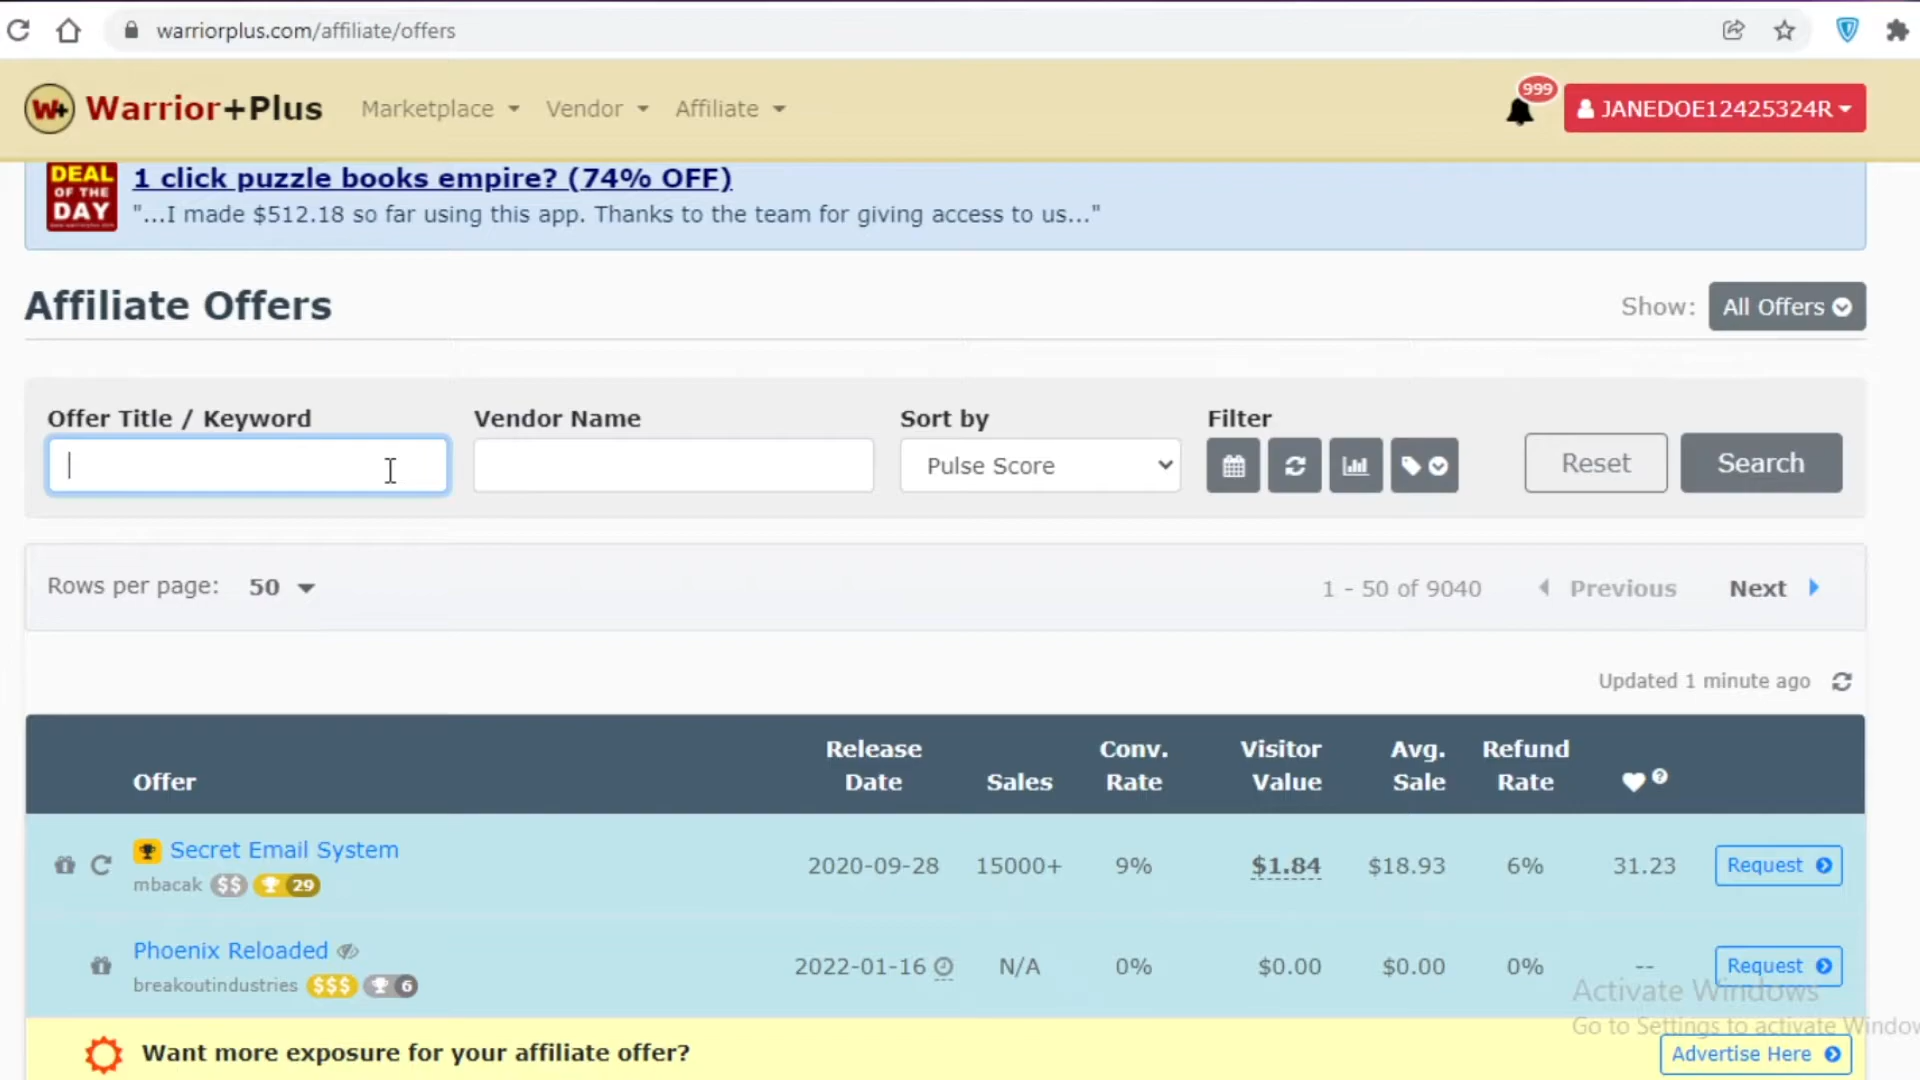 warriorplus.com/affiliate/offers
W+ Warrior+Plus Marketplace Vendor Affiliate 999 JANEDOE12425324R
DEAL OF THE DAY
1 click puzzle books empire? (74% OFF)
"...I made $512.18 so far using this app. Thanks to the team for giving access to us..."
Affiliate Offers Show: All Offers
Offer Title / Keyword Vendor Name Sort by Filter
Pulse Score Reset Search
Rows per page: 50 1 - 50 of 9040 Previous Next
Updated 1 minute ago
Release Conv. Visitor Avg. Refund
Offer Date Sales Rate Value Sale Rate ?
Secret Email System
2020-09-28 15000+ 9% $1.84 $18.93 6% 31.23 Request
mbacak $$ 29
Phoenix Reloaded
2022-01-16 N/A 0% $0.00 $0.00 0% -- Request
breakoutindustries $$$ 6
Activate Windows
Go to Settings to activate Window
Want more exposure for your affiliate offer? Advertise Here